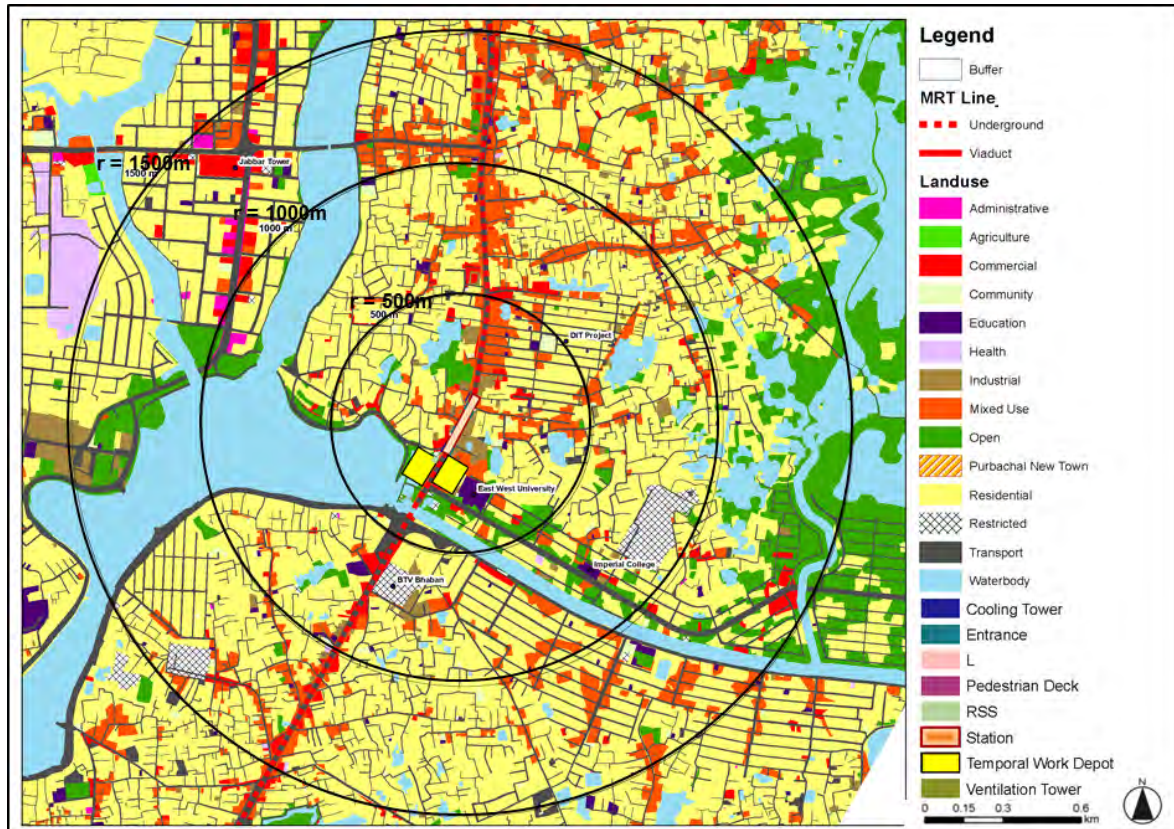 r = 1500m
1500 m
Jabbar Tower
r = 1000m
1000 m
r = 500m
500 m
DIT Project
East West University
Imperial College
BTV Bhaban
Legend
Buffer
MRT Line
Underground
Viaduct
Landuse
Administrative
Agriculture
Commercial
Community
Education
Health
Industrial
Mixed Use
Open
Purbachal New Town
Residential
Restricted
Transport
Waterbody
Cooling Tower
Entrance
L
Pedestrian Deck
RSS
Station
Temporal Work Depot
Ventilation Tower
0 0.15 0.3 0.6
km
N